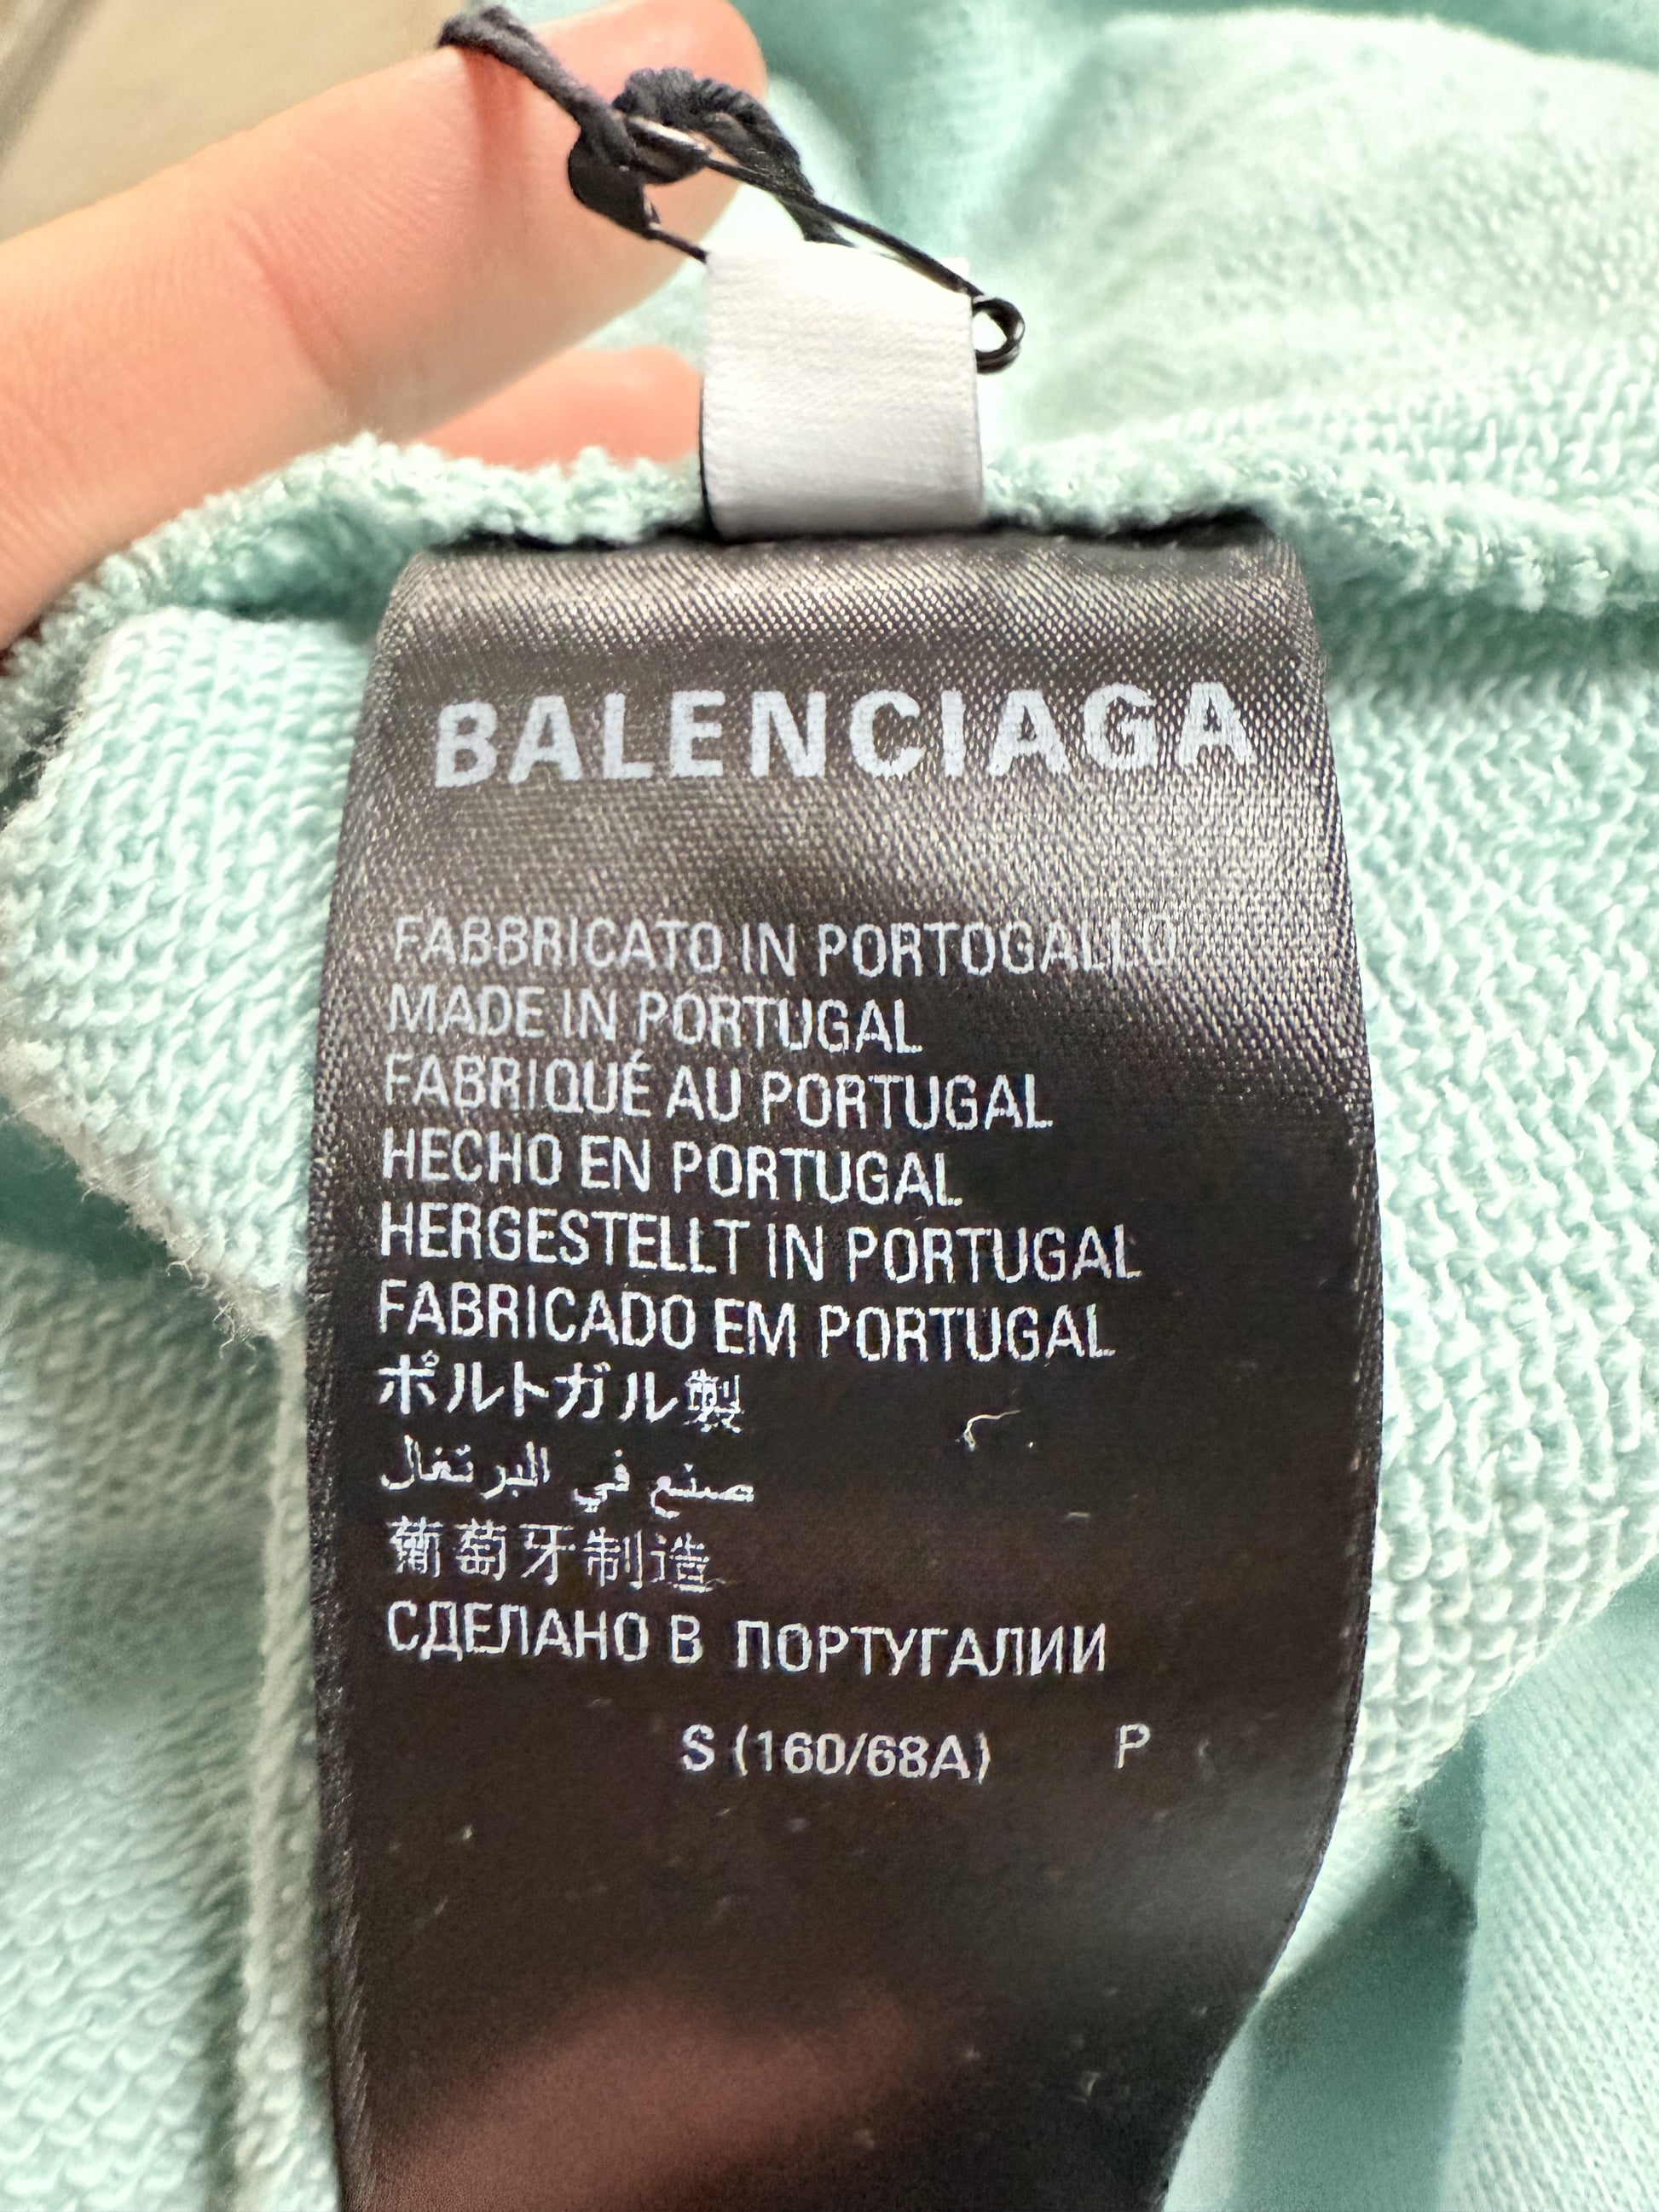 BALENCIAGA
FABBRICATO IN PORTOGALLO
MADE IN PORTUGAL
FABRIQUÉ AU PORTUGAL
HECHO EN PORTUGAL
HERGESTELLT IN PORTUGAL
FABRICADO EM PORTUGAL
ポルトガル製
صنع في البرتغال
葡萄牙制造
СДЕЛАНО В ПОРТУГАЛИИ
S (160/68A) P